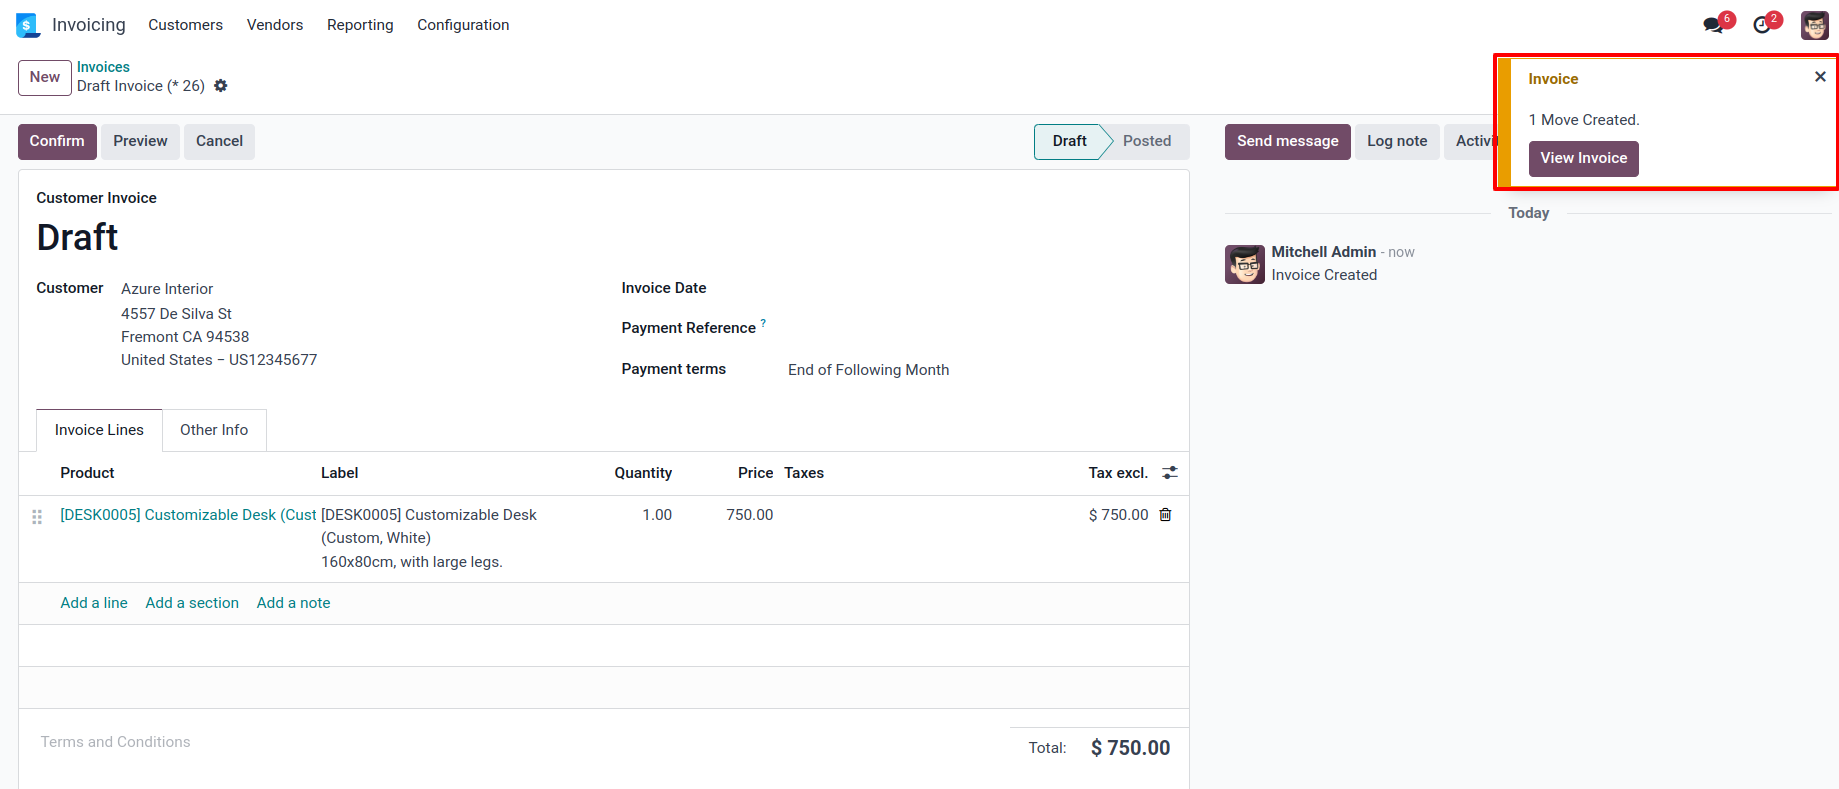 Invoicing Customers Vendors Reporting Configuration 6 2
New Invoices
Draft Invoice (* 26)
Invoice
1 Move Created.
View Invoice
Confirm Preview Cancel Draft Posted Send message Log note Activi
Customer Invoice
Draft
Today
Mitchell Admin - now
Invoice Created
Customer Azure Interior
4557 De Silva St
Fremont CA 94538
United States – US12345677
Invoice Date
Payment Reference ?
Payment terms End of Following Month
Invoice Lines Other Info
Product Label Quantity Price Taxes Tax excl.
[DESK0005] Customizable Desk (Cust [DESK0005] Customizable Desk 1.00 750.00 $ 750.00
(Custom, White)
160x80cm, with large legs.
Add a line Add a section Add a note
Terms and Conditions
Total: $ 750.00